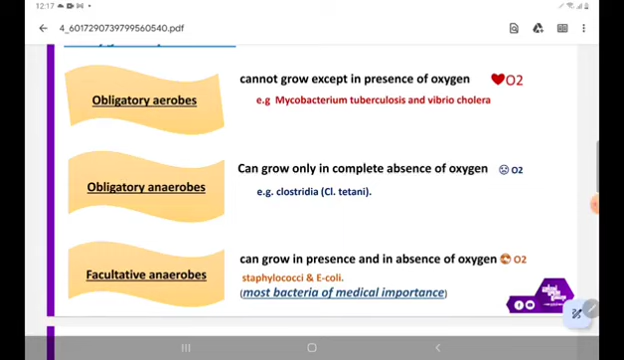 12:17
4_6017290739799560540.pdf
Obligatory aerobes
cannot grow except in presence of oxygen
O2
e.g Mycobacterium tuberculosis and vibrio cholera
Obligatory anaerobes
Can grow only in complete absence of oxygen
O2
e.g. clostridia (Cl. tetani).
Facultative anaerobes
can grow in presence and in absence of oxygen
O2
staphylococci & E-coli.
(most bacteria of medical importance)